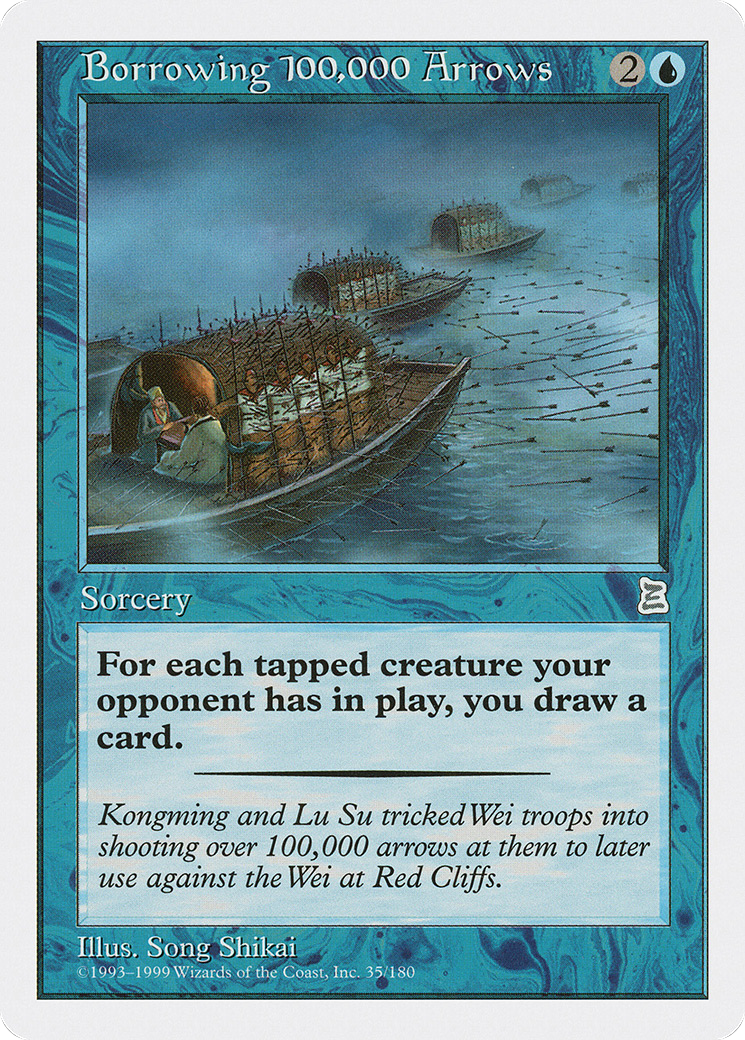 Borrowing 100,000 Arrows 2
Sorcery
For each tapped creature your
opponent has in play, you draw a
card.
Kongming and Lu Su tricked Wei troops into
shooting over 100,000 arrows at them to later
use against the Wei at Red Cliffs.
Illus. Song Shikai
©1993–1999 Wizards of the Coast, Inc. 35/180